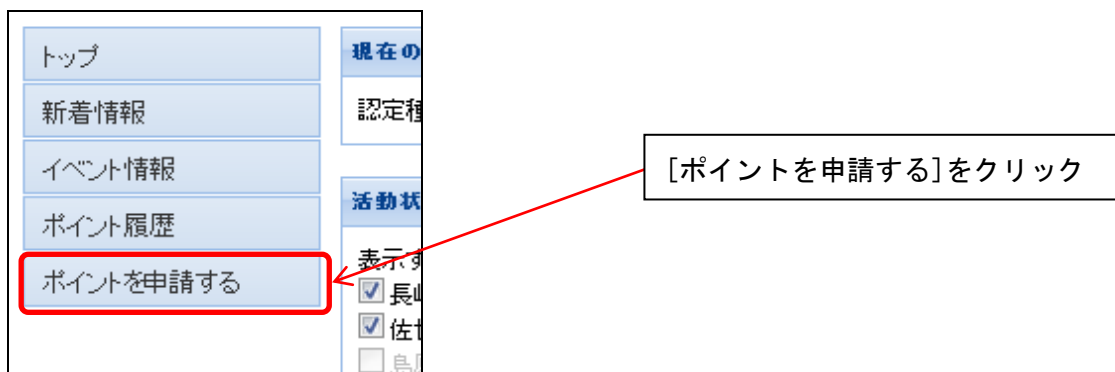 トップ
新着情報
イベント情報
ポイント履歴
ポイントを申請する
現在の
認定種
活動状
表示す
長崎
佐世
島原
[ポイントを申請する]をクリック